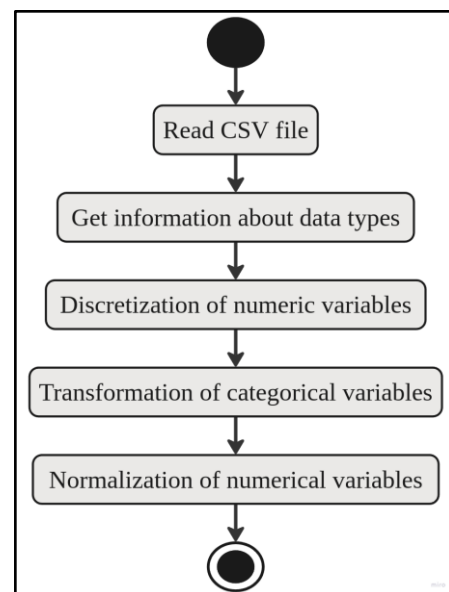 Read CSV file
Get information about data types
Discretization of numeric variables
Transformation of categorical variables
Normalization of numerical variables